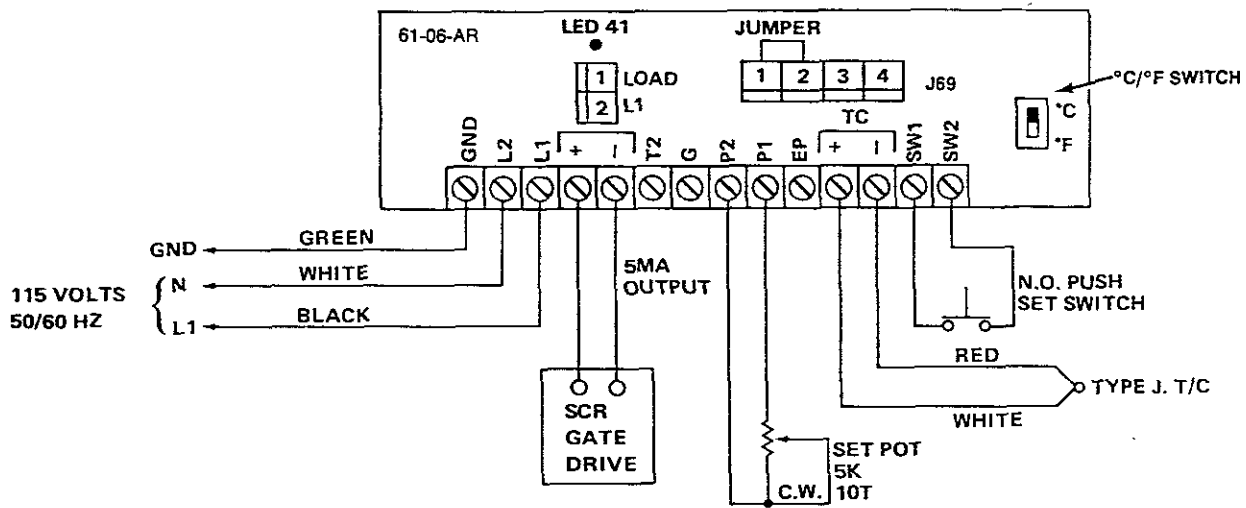 61-06-AR
LED 41
JUMPER
1 LOAD
2 L1
1 2 3 4
J69
°C/°F SWITCH
°C
°F
TC
GND L2 L1 + - T2 G P2 P1 EP + - SW1 SW2
GND
GREEN
115 VOLTS
50/60 HZ
N
WHITE
L1
BLACK
5MA
OUTPUT
SCR
GATE
DRIVE
SET POT
5K
10T
C.W.
N.O. PUSH
SET SWITCH
RED
WHITE
TYPE J. T/C